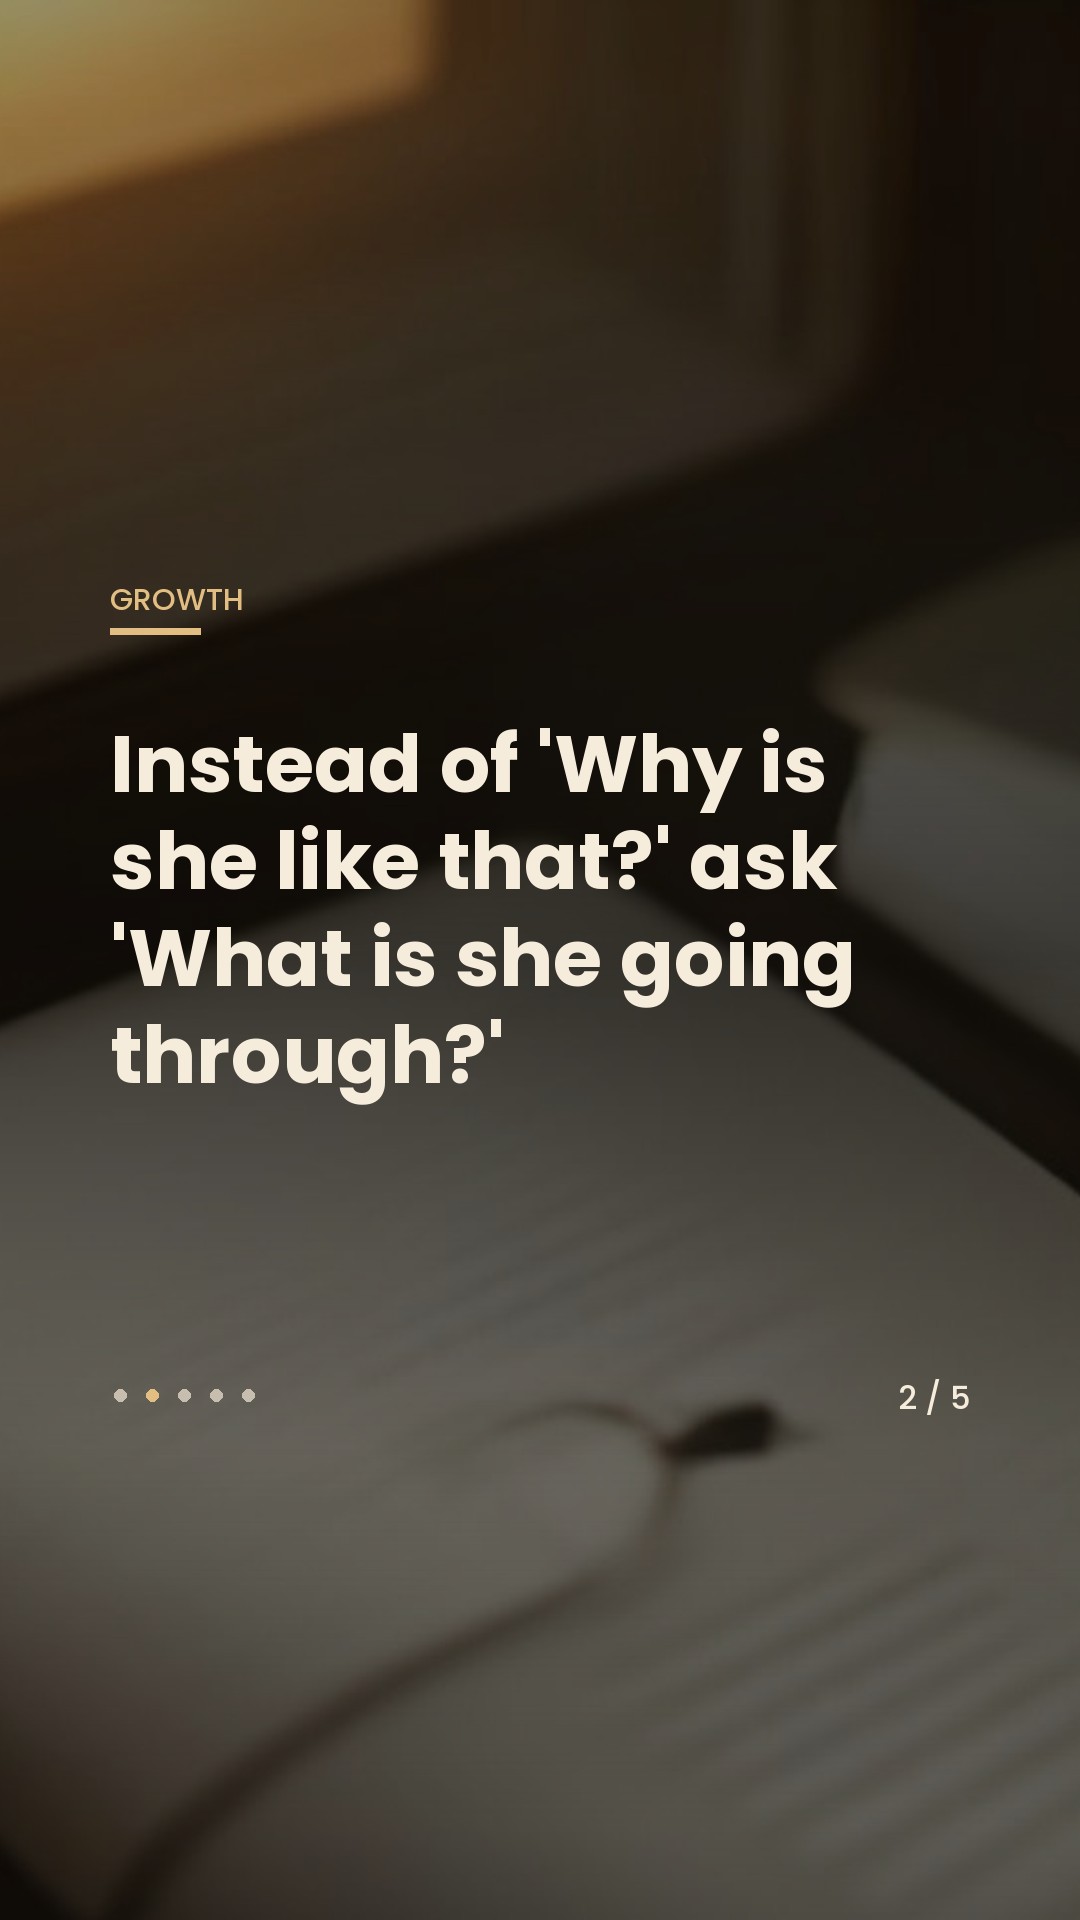 GROWTH
Instead of 'Why is
she like that?' ask
'What is she going
through?'
2 / 5